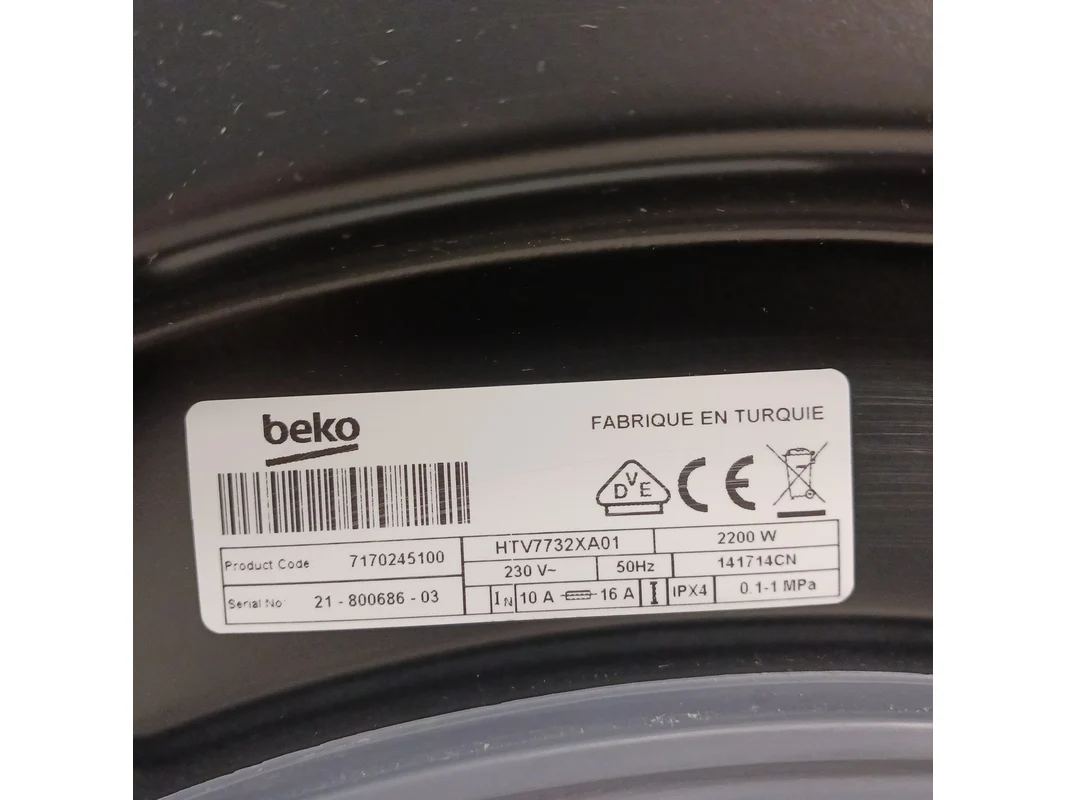 beko
FABRIQUE EN TURQUIE
VDE
CE
Product Code 7170245100
HTV7732XA01 2200 W
230 V~ 50Hz 141714CN
Serial No: 21 - 800686 - 03
IN 10 A 16 A I IPX4 0.1-1 MPa